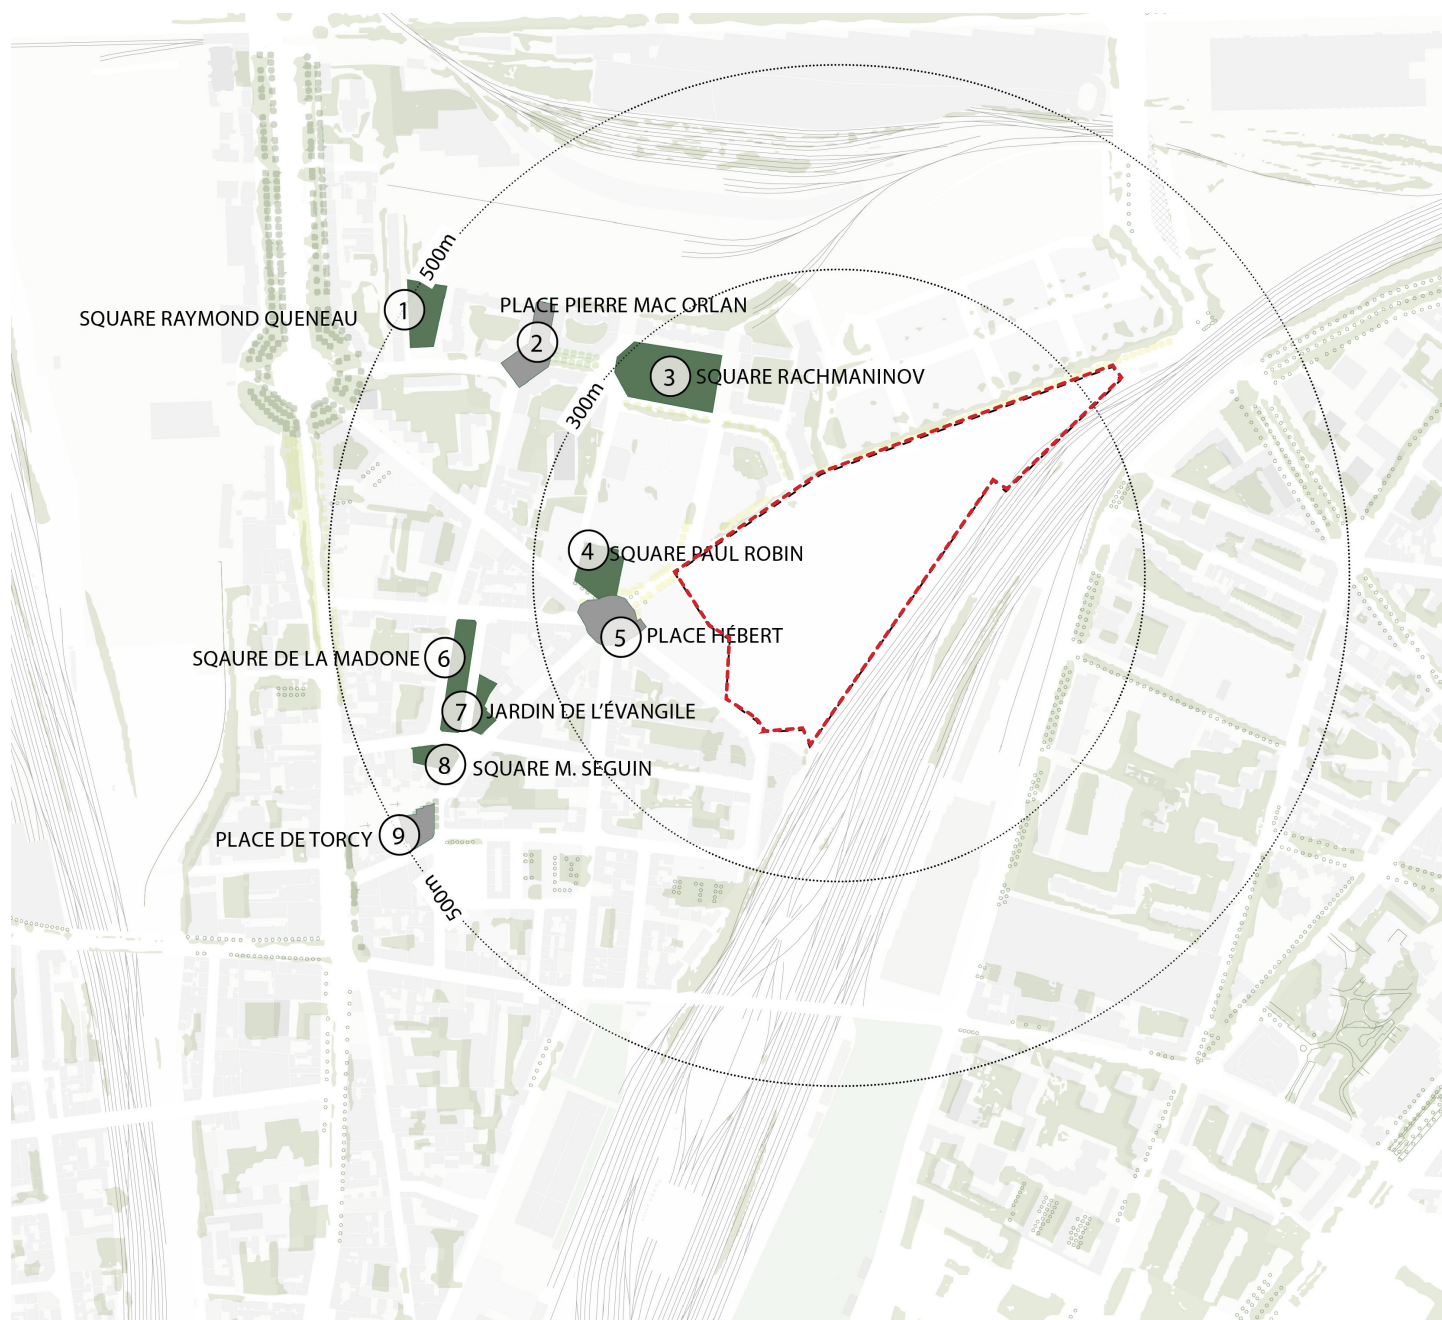 500m
1
SQUARE RAYMOND QUENEAU
PLACE PIERRE MAC ORLAN
2
3
SQUARE RACHMANINOV
300m
4
SQUARE PAUL ROBIN
5
PLACE HÉBERT
SQAURE DE LA MADONE
6
7
JARDIN DE L'ÉVANGILE
8
SQUARE M. SEGUIN
PLACE DE TORCY
9
500m